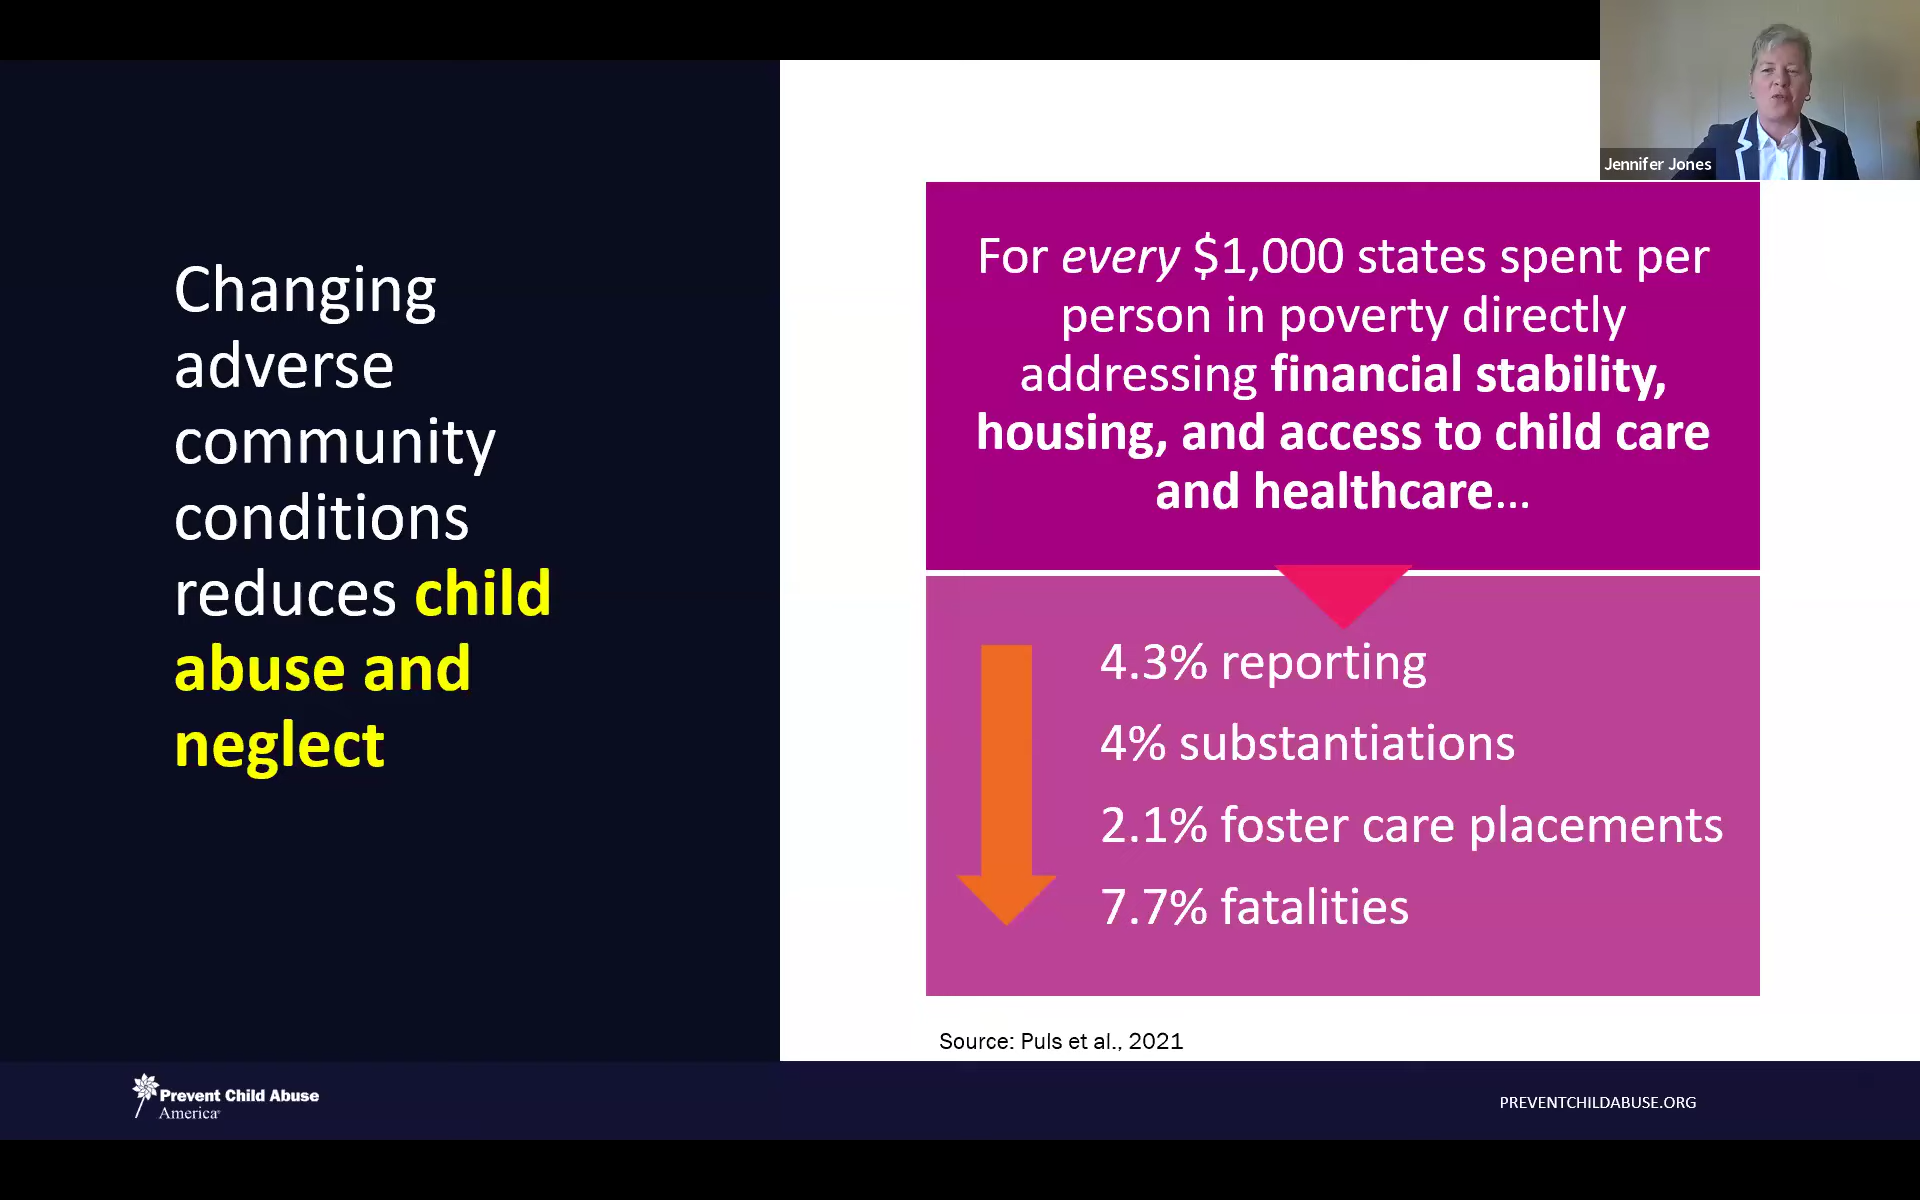 Jennifer Jones
Changing
adverse
community
conditions
reduces child
abuse and
neglect
For every $1,000 states spent per
person in poverty directly
addressing financial stability,
housing, and access to child care
and healthcare...
4.3% reporting
4% substantiations
2.1% foster care placements
7.7% fatalities
Source: Puls et al., 2021
Prevent Child Abuse
America®
PREVENTCHILDABUSE.ORG